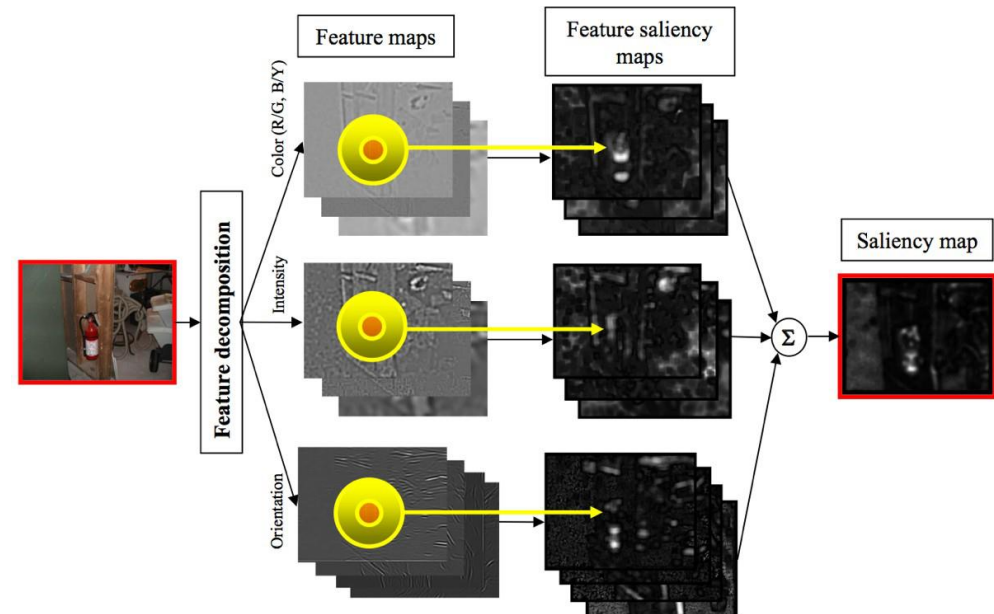 Feature maps
Feature saliency
maps
Color (R/G, B/Y)
Feature decomposition
Intensity
Orientation
Σ
Saliency map